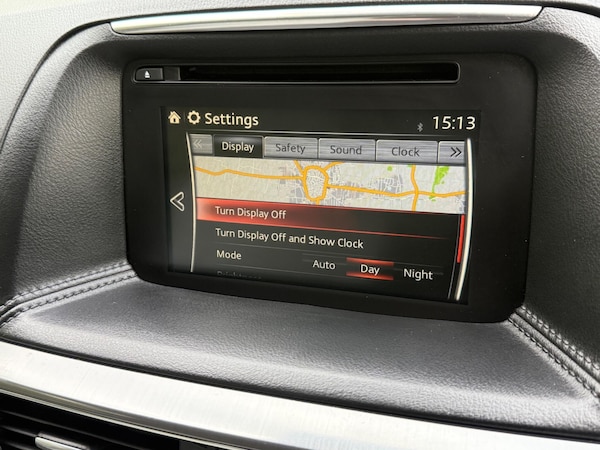 Settings
15:13
Display Safety Sound Clock
Turn Display Off
Turn Display Off and Show Clock
Mode Auto Day Night